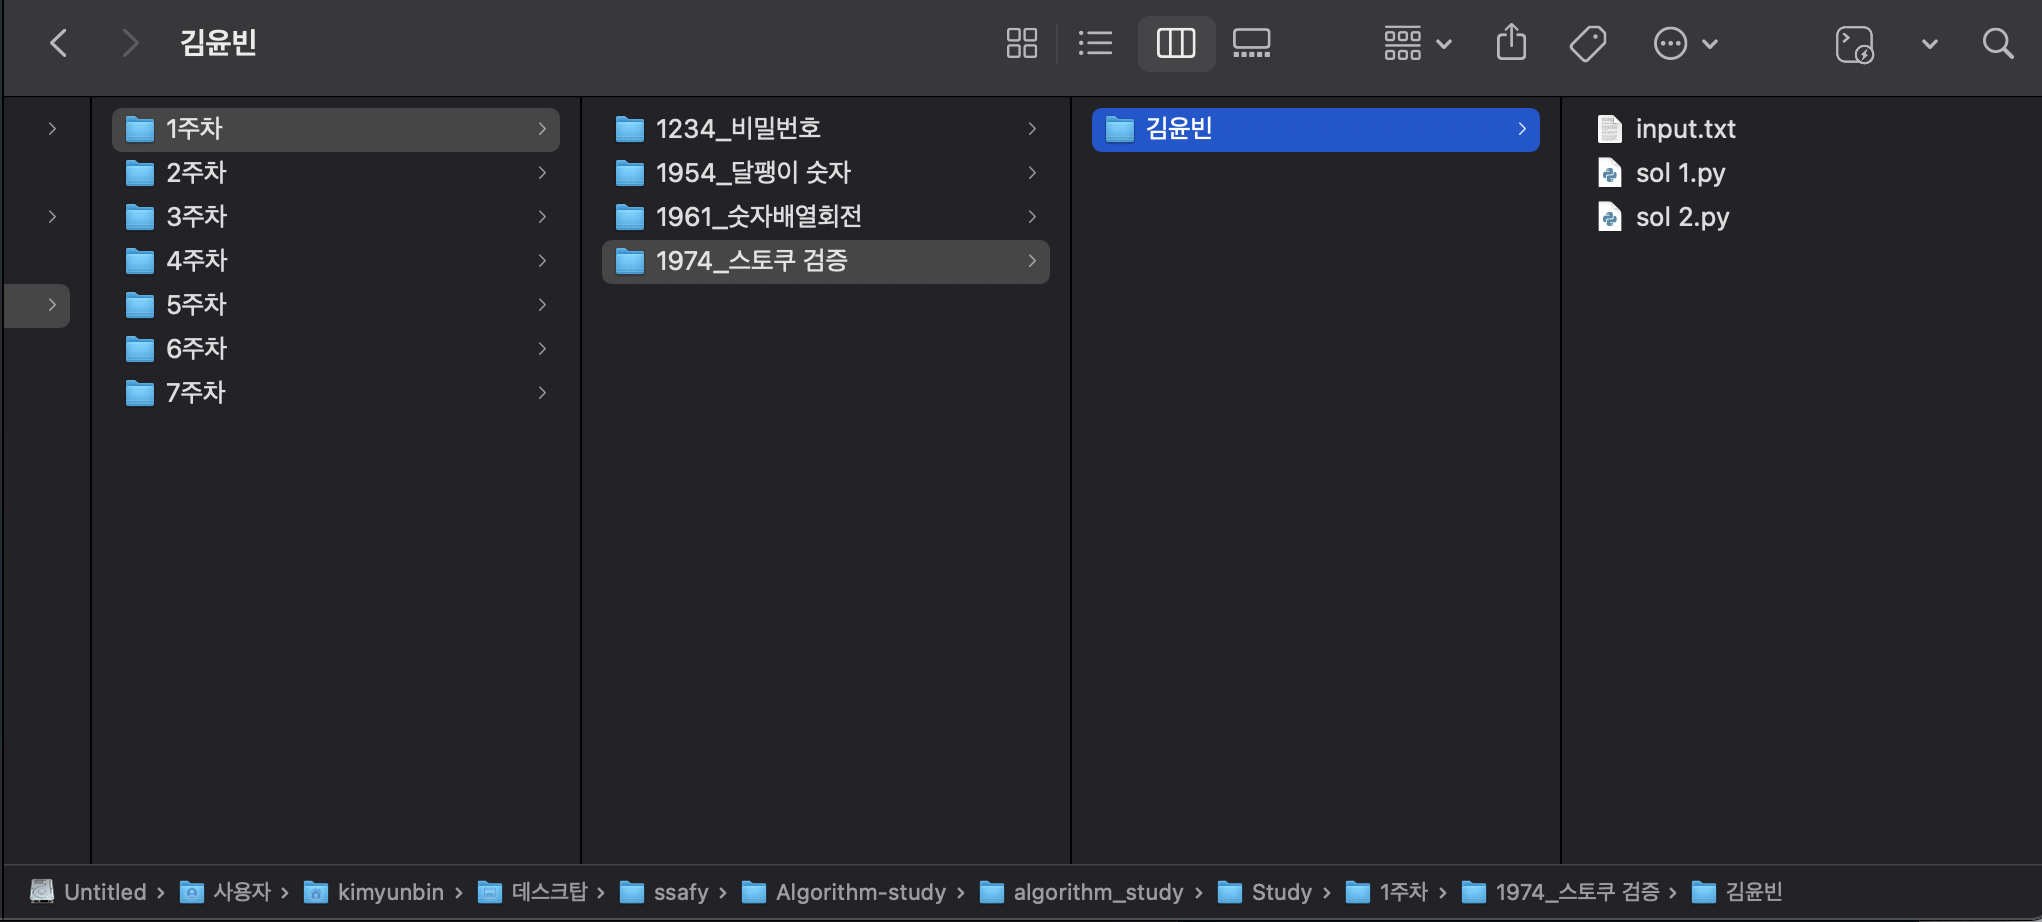 김윤빈
1주차
2주차
3주차
4주차
5주차
6주차
7주차
1234_비밀번호
1954_달팽이 숫자
1961_숫자배열회전
1974_스토쿠 검증
김윤빈
input.txt
sol 1.py
sol 2.py
Untitled › 사용자 › kimyunbin › 데스크탑 › ssafy › Algorithm-study › algorithm_study › Study › 1주차 › 1974_스토쿠 검증 › 김윤빈